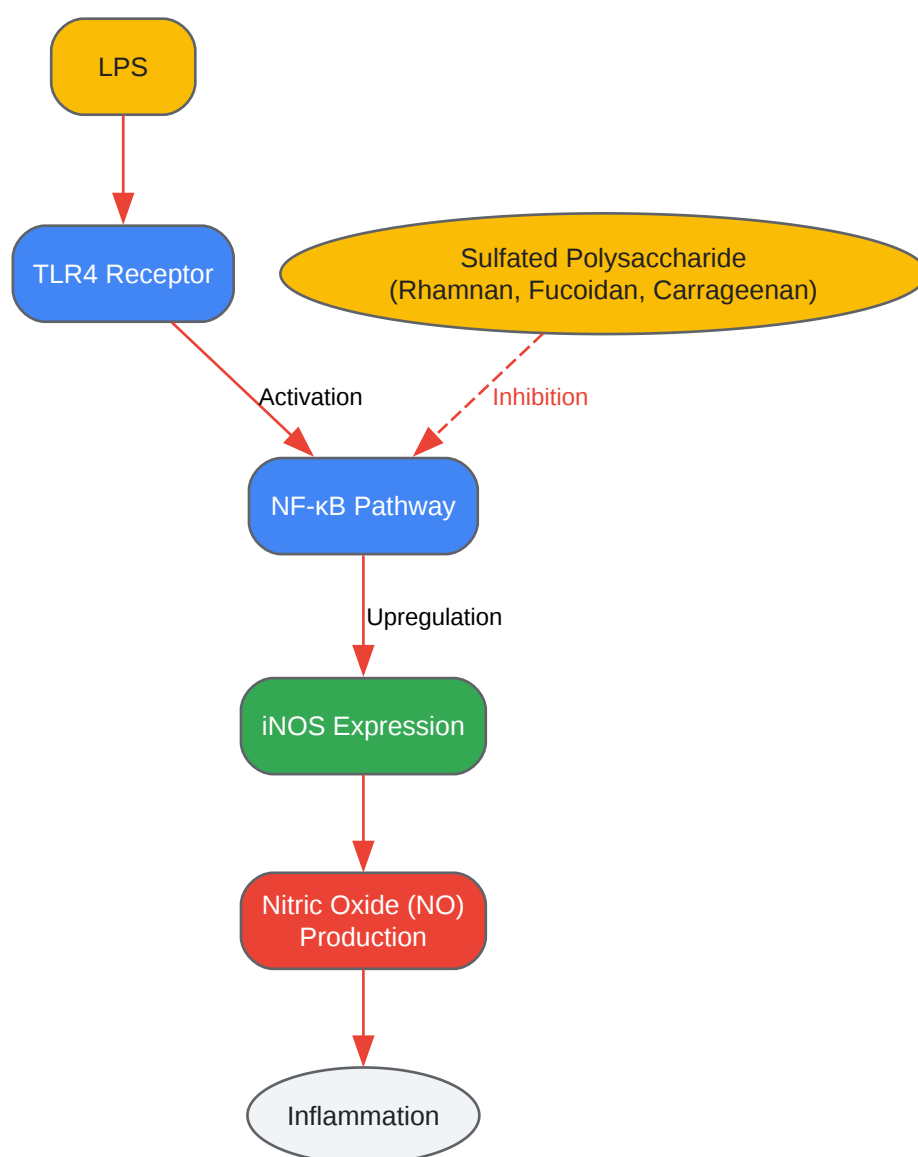 LPS
TLR4 Receptor
Sulfated Polysaccharide
(Rhamnan, Fucoidan, Carrageenan)
Activation
Inhibition
NF-κB Pathway
Upregulation
iNOS Expression
Nitric Oxide (NO)
Production
Inflammation